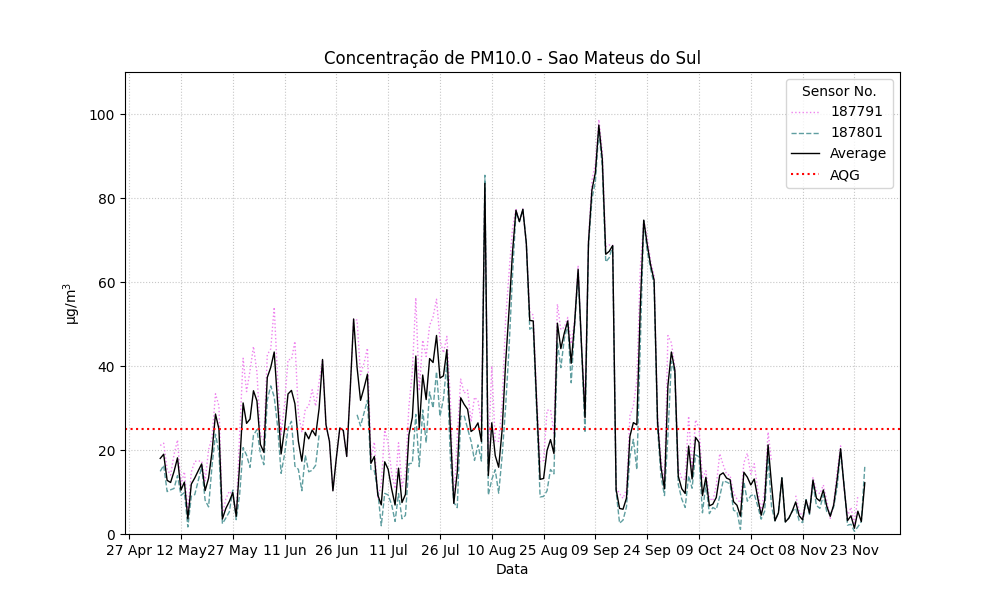 Concentração de PM10.0 - Sao Mateus do Sul
Sensor No.
187791
187801
Average
AQG
µg/m³
100
80
60
40
20
0
27 Apr 12 May 27 May 11 Jun 26 Jun 11 Jul 26 Jul 10 Aug 25 Aug 09 Sep 24 Sep 09 Oct 24 Oct 08 Nov 23 Nov
Data